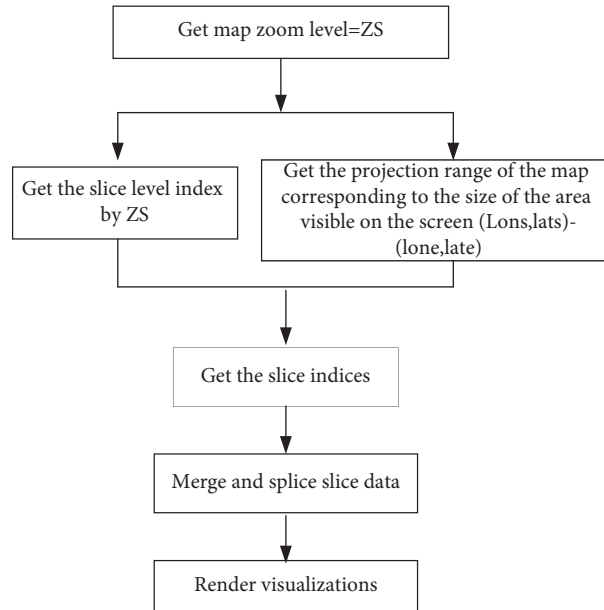 Get map zoom level=ZS
Get the slice level index
by ZS
Get the projection range of the map
corresponding to the size of the area
visible on the screen (Lons,lats)-
(lone,late)
Get the slice indices
Merge and splice slice data
Render visualizations